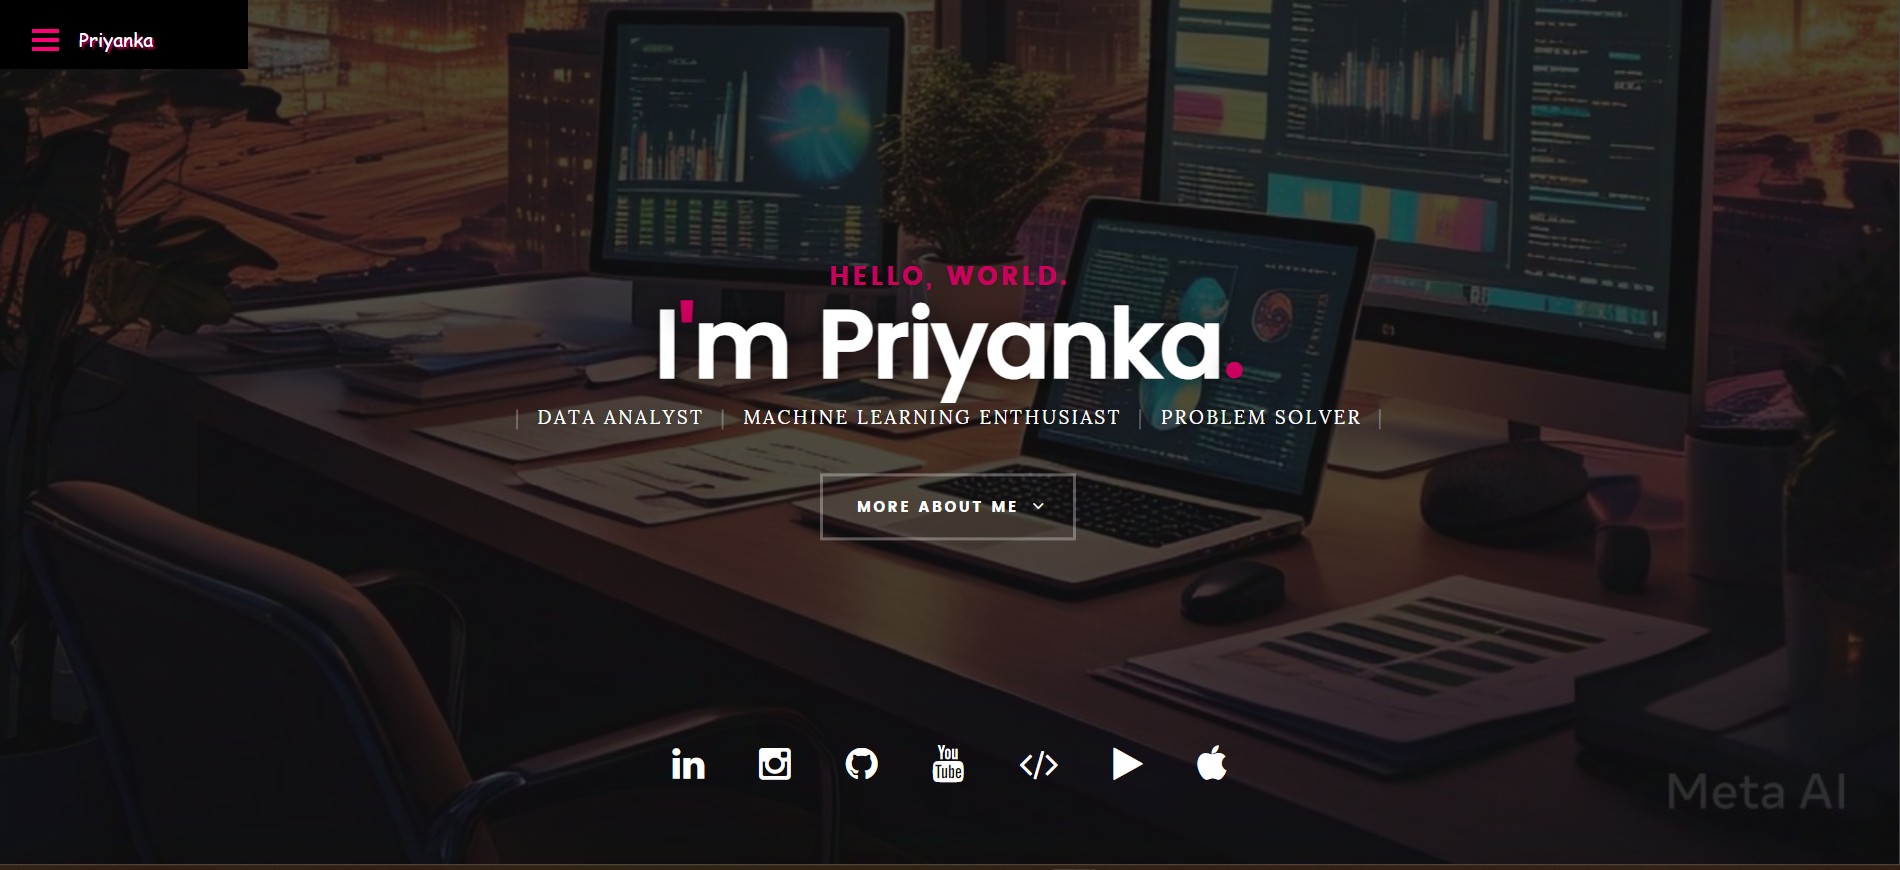 Priyanka
HELLO, WORLD.
I'm Priyanka.
| DATA ANALYST | MACHINE LEARNING ENTHUSIAST | PROBLEM SOLVER |
MORE ABOUT ME
in
You
Tube
</>
Meta AI